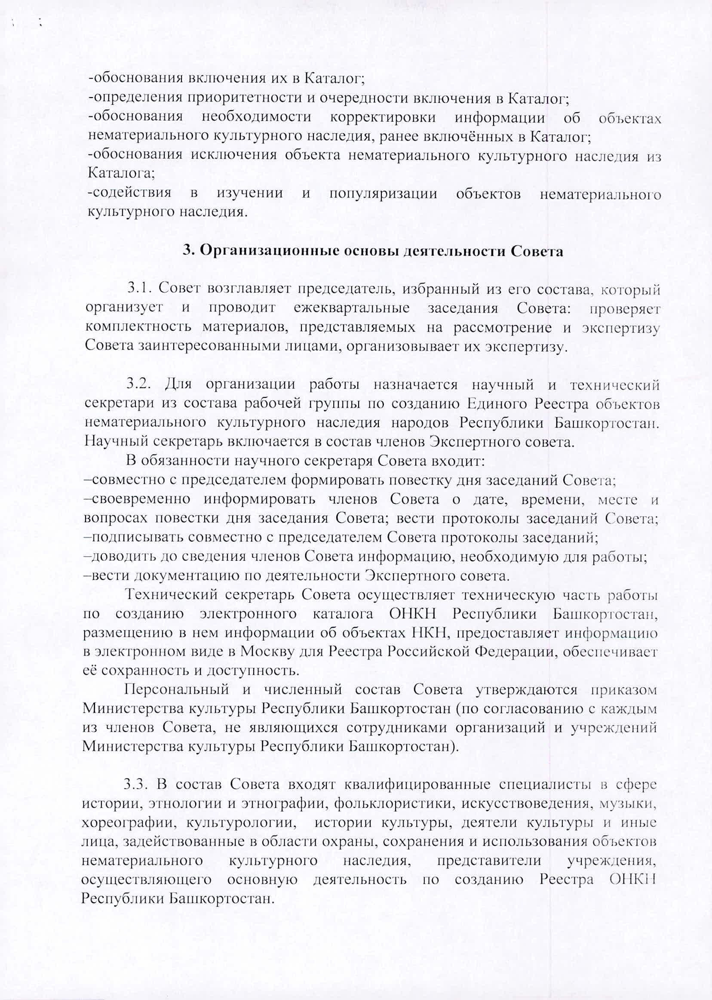 -обоснования включения их в Каталог;
-определения приоритетности и очередности включения в Каталог;
-обоснования необходимости корректировки информации об объектах
нематериального культурного наследия, ранее включённых в Каталог;
-обоснования исключения объекта нематериального культурного наследия из
Каталога;
-содействия в изучении и популяризации объектов нематериального
культурного наследия.
3. Организационные основы деятельности Совета
3.1. Совет возглавляет председатель, избранный из его состава, который
организует и проводит ежеквартальные заседания Совета: проверяет
комплектность материалов, представляемых на рассмотрение и экспертизу
Совета заинтересованными лицами, организовывает их экспертизу.
3.2. Для организации работы назначается научный и технический
секретари из состава рабочей группы по созданию Единого Реестра объектов
нематериального культурного наследия народов Республики Башкортостан.
Научный секретарь включается в состав членов Экспертного совета.
В обязанности научного секретаря Совета входит:
–совместно с председателем формировать повестку дня заседаний Совета;
–своевременно информировать членов Совета о дате, времени, месте и
вопросах повестки дня заседания Совета; вести протоколы заседаний Совета;
–подписывать совместно с председателем Совета протоколы заседаний;
–доводить до сведения членов Совета информацию, необходимую для работы;
–вести документацию по деятельности Экспертного совета.
Технический секретарь Совета осуществляет техническую часть работы
по созданию электронного каталога ОНКН Республики Башкортостан,
размещению в нем информации об объектах НКН, предоставляет информацию
в электронном виде в Москву для Реестра Российской Федерации, обеспечивает
её сохранность и доступность.
Персональный и численный состав Совета утверждаются приказом
Министерства культуры Республики Башкортостан (по согласованию с каждым
из членов Совета, не являющихся сотрудниками организаций и учреждений
Министерства культуры Республики Башкортостан).
3.3. В состав Совета входят квалифицированные специалисты в сфере
истории, этнологии и этнографии, фольклористики, искусствоведения, музыки,
хореографии, культурологии, истории культуры, деятели культуры и иные
лица, задействованные в области охраны, сохранения и использования объектов
нематериального культурного наследия, представители учреждения,
осуществляющего основную деятельность по созданию Реестра ОНКН
Республики Башкортостан.